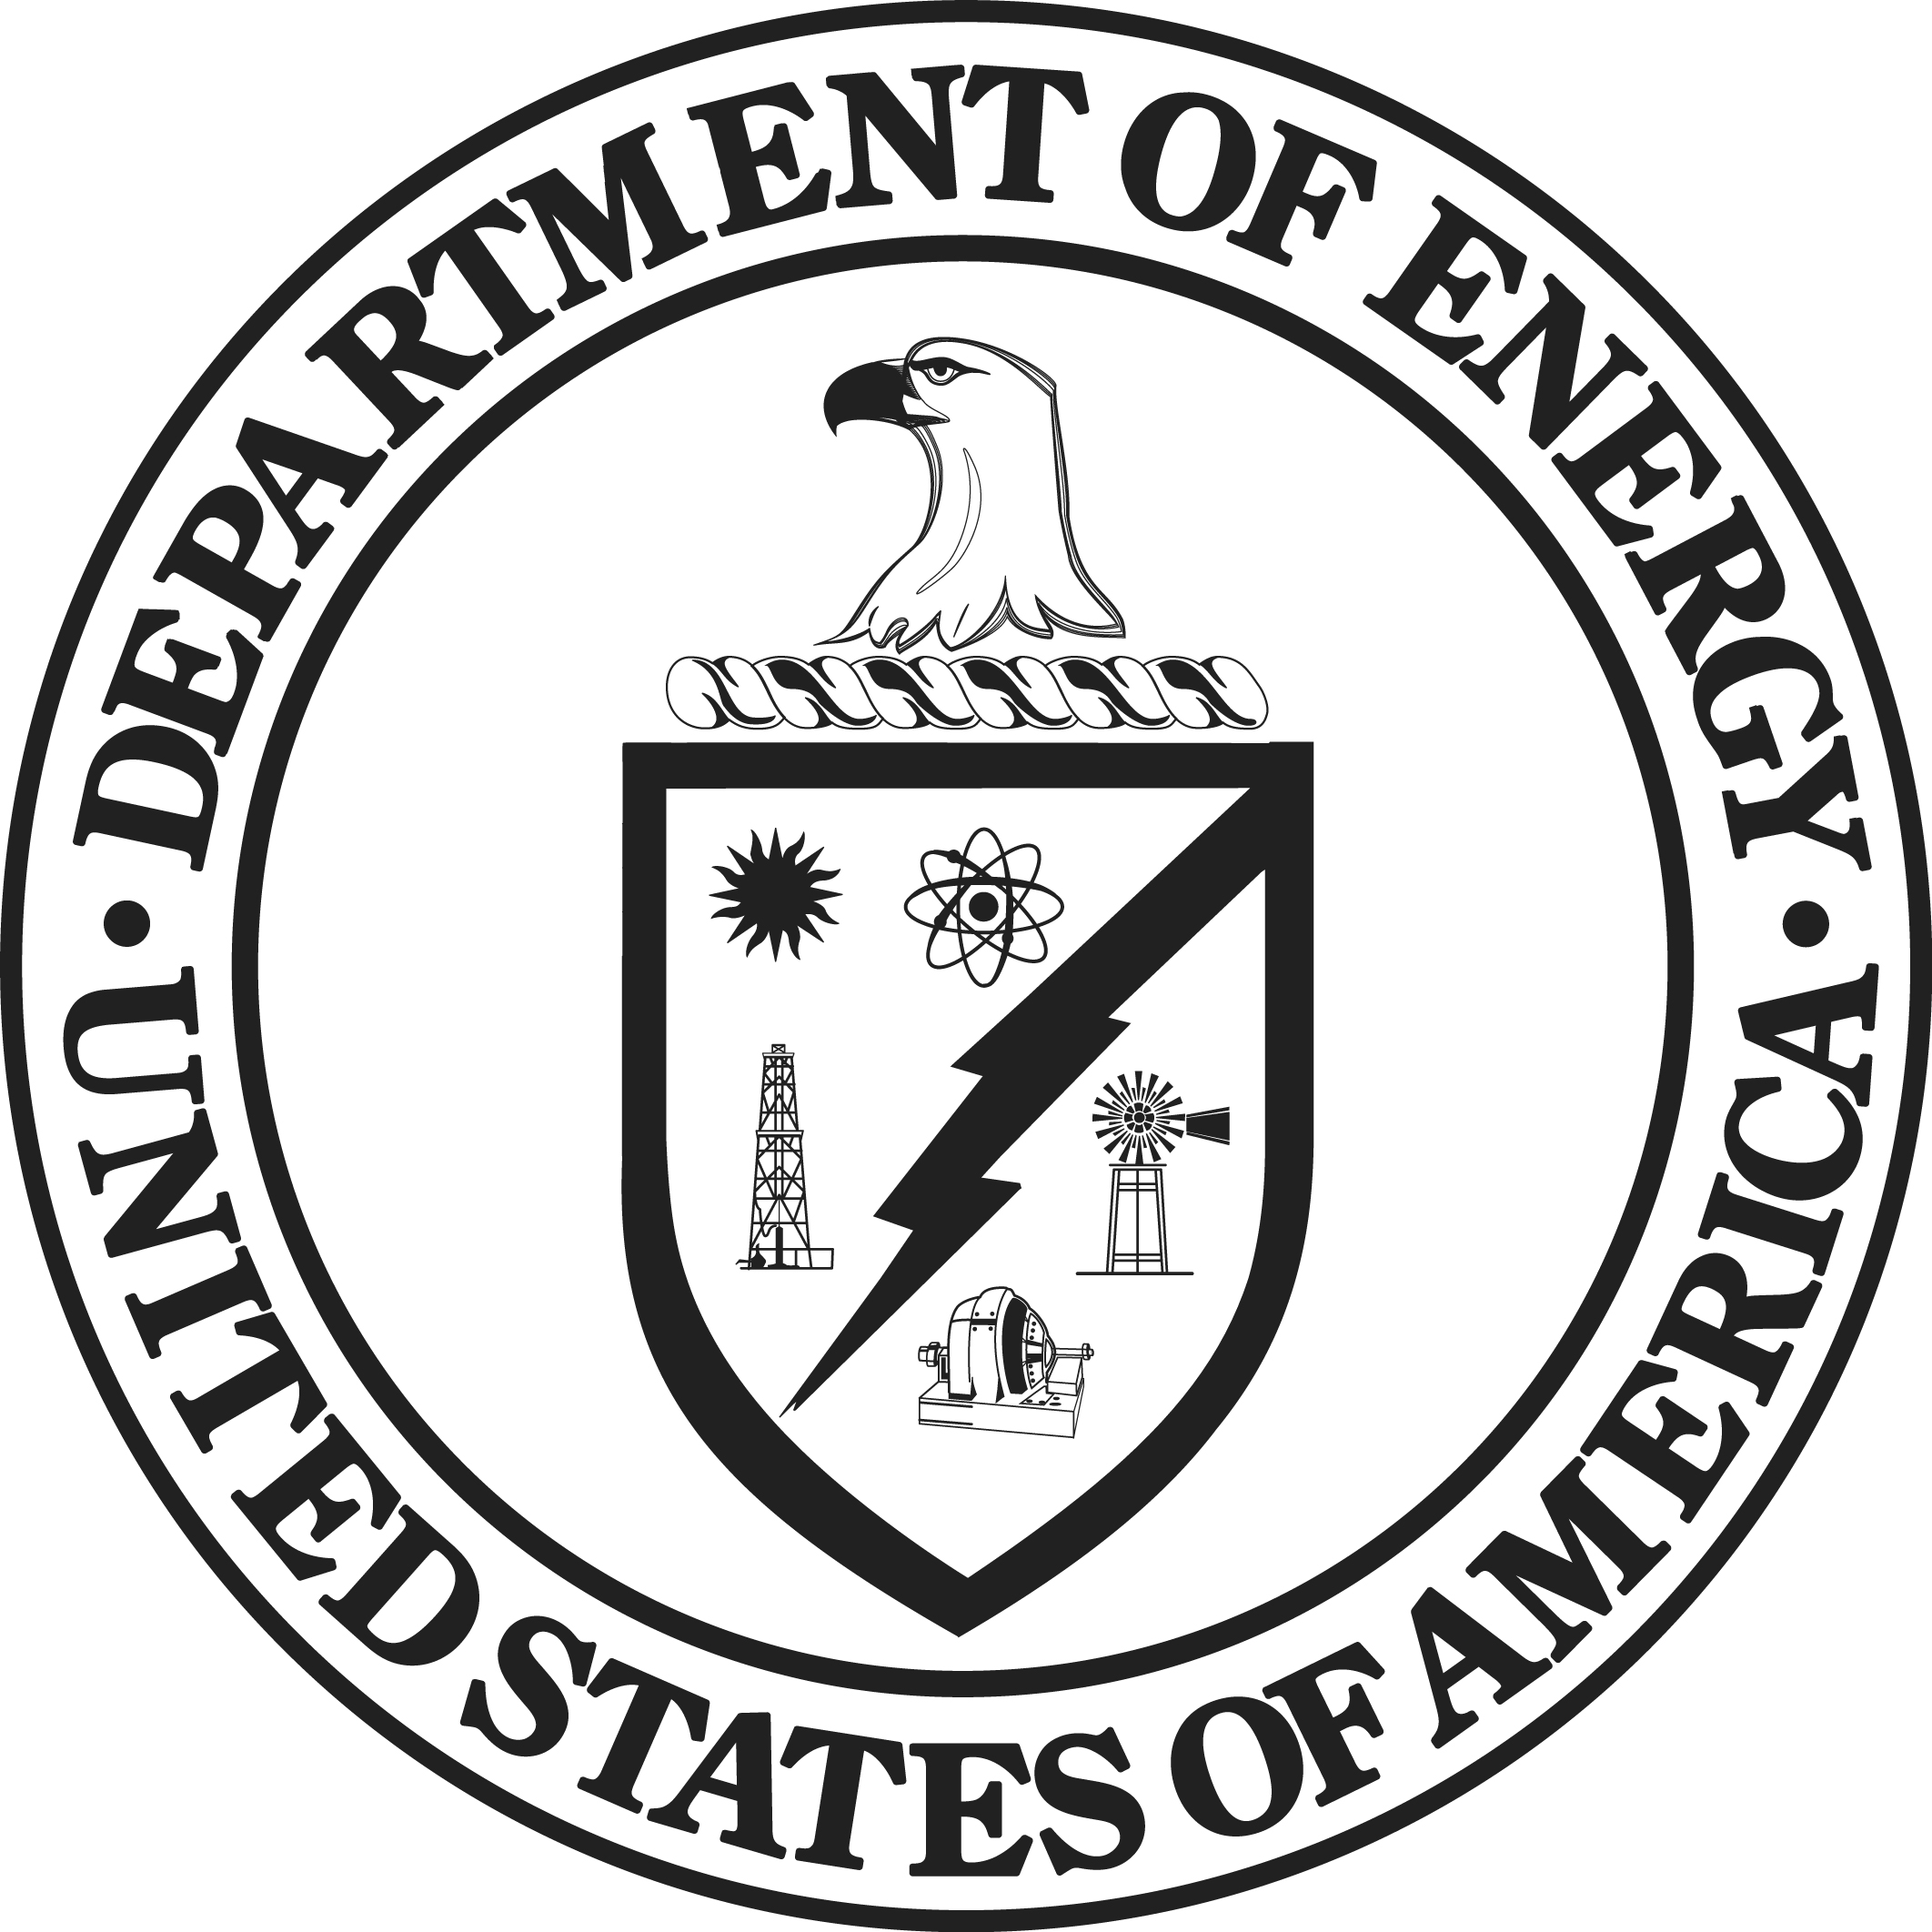 DEPARTMENT OF ENERGY
• UNITED STATES OF AMERICA •